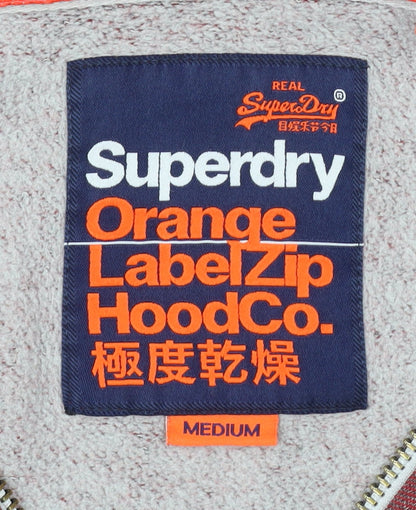 REAL
SuperDry®
Superdry
Orange
LabelZip
HoodCo.
極度乾燥
MEDIUM